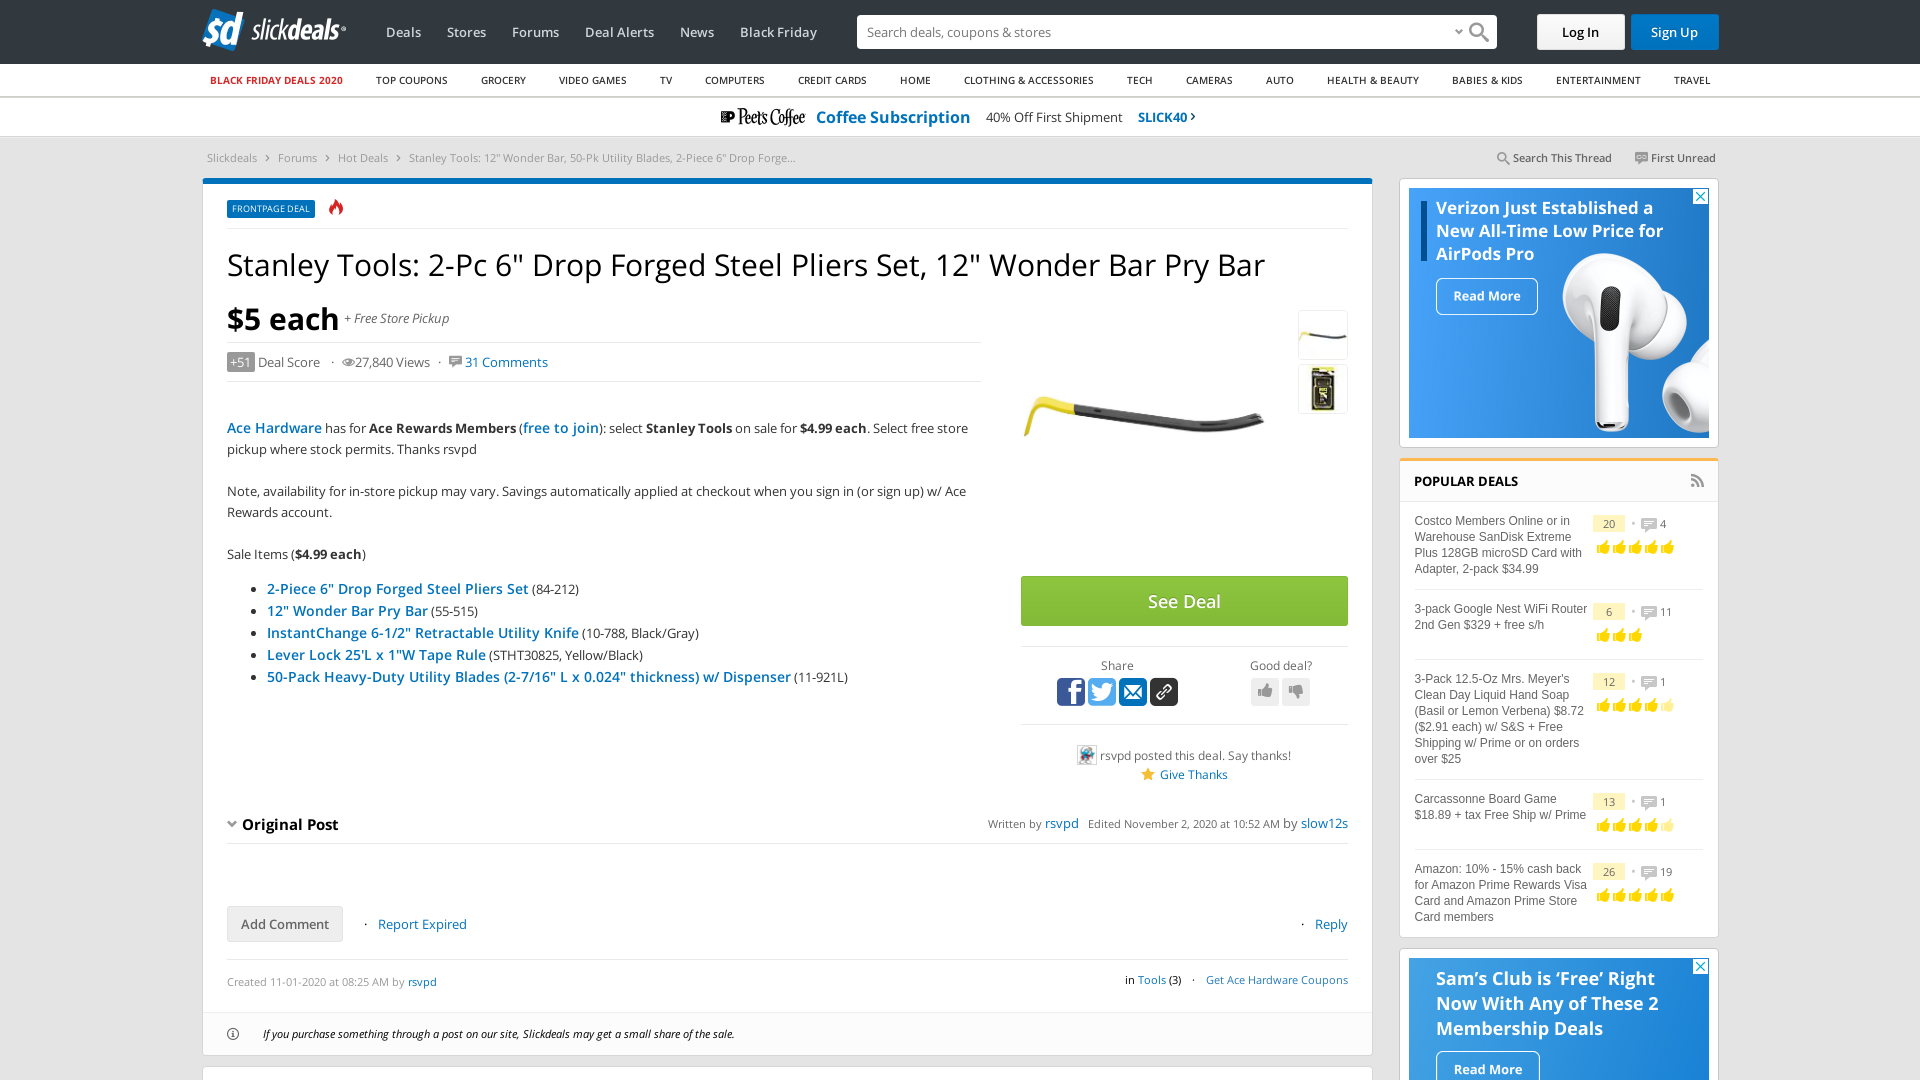 sd slickdeals
Deals Stores Forums Deal Alerts News Black Friday
Search deals, coupons & stores
Log In
Sign Up
BLACK FRIDAY DEALS 2020 TOP COUPONS GROCERY VIDEO GAMES TV COMPUTERS CREDIT CARDS HOME CLOTHING & ACCESSORIES TECH CAMERAS AUTO HEALTH & BEAUTY BABIES & KIDS ENTERTAINMENT TRAVEL
Peet's Coffee Coffee Subscription 40% Off First Shipment SLICK40
Slickdeals Forums Hot Deals Stanley Tools: 12" Wonder Bar, 50-Pk Utility Blades, 2-Piece 6" Drop Forge...
Search This Thread First Unread
FRONTPAGE DEAL
Stanley Tools: 2-Pc 6" Drop Forged Steel Pliers Set, 12" Wonder Bar Pry Bar
$5 each + Free Store Pickup
+51 Deal Score · 27,840 Views · 31 Comments
Ace Hardware has for Ace Rewards Members (free to join): select Stanley Tools on sale for $4.99 each. Select free store
pickup where stock permits. Thanks rsvpd
Note, availability for in-store pickup may vary. Savings automatically applied at checkout when you sign in (or sign up) w/ Ace
Rewards account.
Sale Items ($4.99 each)
• 2-Piece 6" Drop Forged Steel Pliers Set (84-212)
• 12" Wonder Bar Pry Bar (55-515)
• InstantChange 6-1/2" Retractable Utility Knife (10-788, Black/Gray)
• Lever Lock 25'L x 1"W Tape Rule (STHT30825, Yellow/Black)
• 50-Pack Heavy-Duty Utility Blades (2-7/16" L x 0.024" thickness) w/ Dispenser (11-921L)
See Deal
Share
Good deal?
rsvpd posted this deal. Say thanks!
Give Thanks
Original Post
Written by rsvpd Edited November 2, 2020 at 10:52 AM by slow12s
Add Comment · Report Expired
· Reply
Created 11-01-2020 at 08:25 AM by rsvpd
in Tools (3) · Get Ace Hardware Coupons
If you purchase something through a post on our site, Slickdeals may get a small share of the sale.
Verizon Just Established a
New All-Time Low Price for
AirPods Pro
Read More
POPULAR DEALS
Costco Members Online or in
Warehouse SanDisk Extreme
Plus 128GB microSD Card with
Adapter, 2-pack $34.99
20 • 4
3-pack Google Nest WiFi Router
2nd Gen $329 + free s/h
6 • 11
3-Pack 12.5-Oz Mrs. Meyer's
Clean Day Liquid Hand Soap
(Basil or Lemon Verbena) $8.72
($2.91 each) w/ S&S + Free
Shipping w/ Prime or on orders
over $25
12 • 1
Carcassonne Board Game
$18.89 + tax Free Ship w/ Prime
13 • 1
Amazon: 10% - 15% cash back
for Amazon Prime Rewards Visa
Card and Amazon Prime Store
Card members
26 • 19
Sam's Club is 'Free' Right
Now With Any of These 2
Membership Deals
Read More